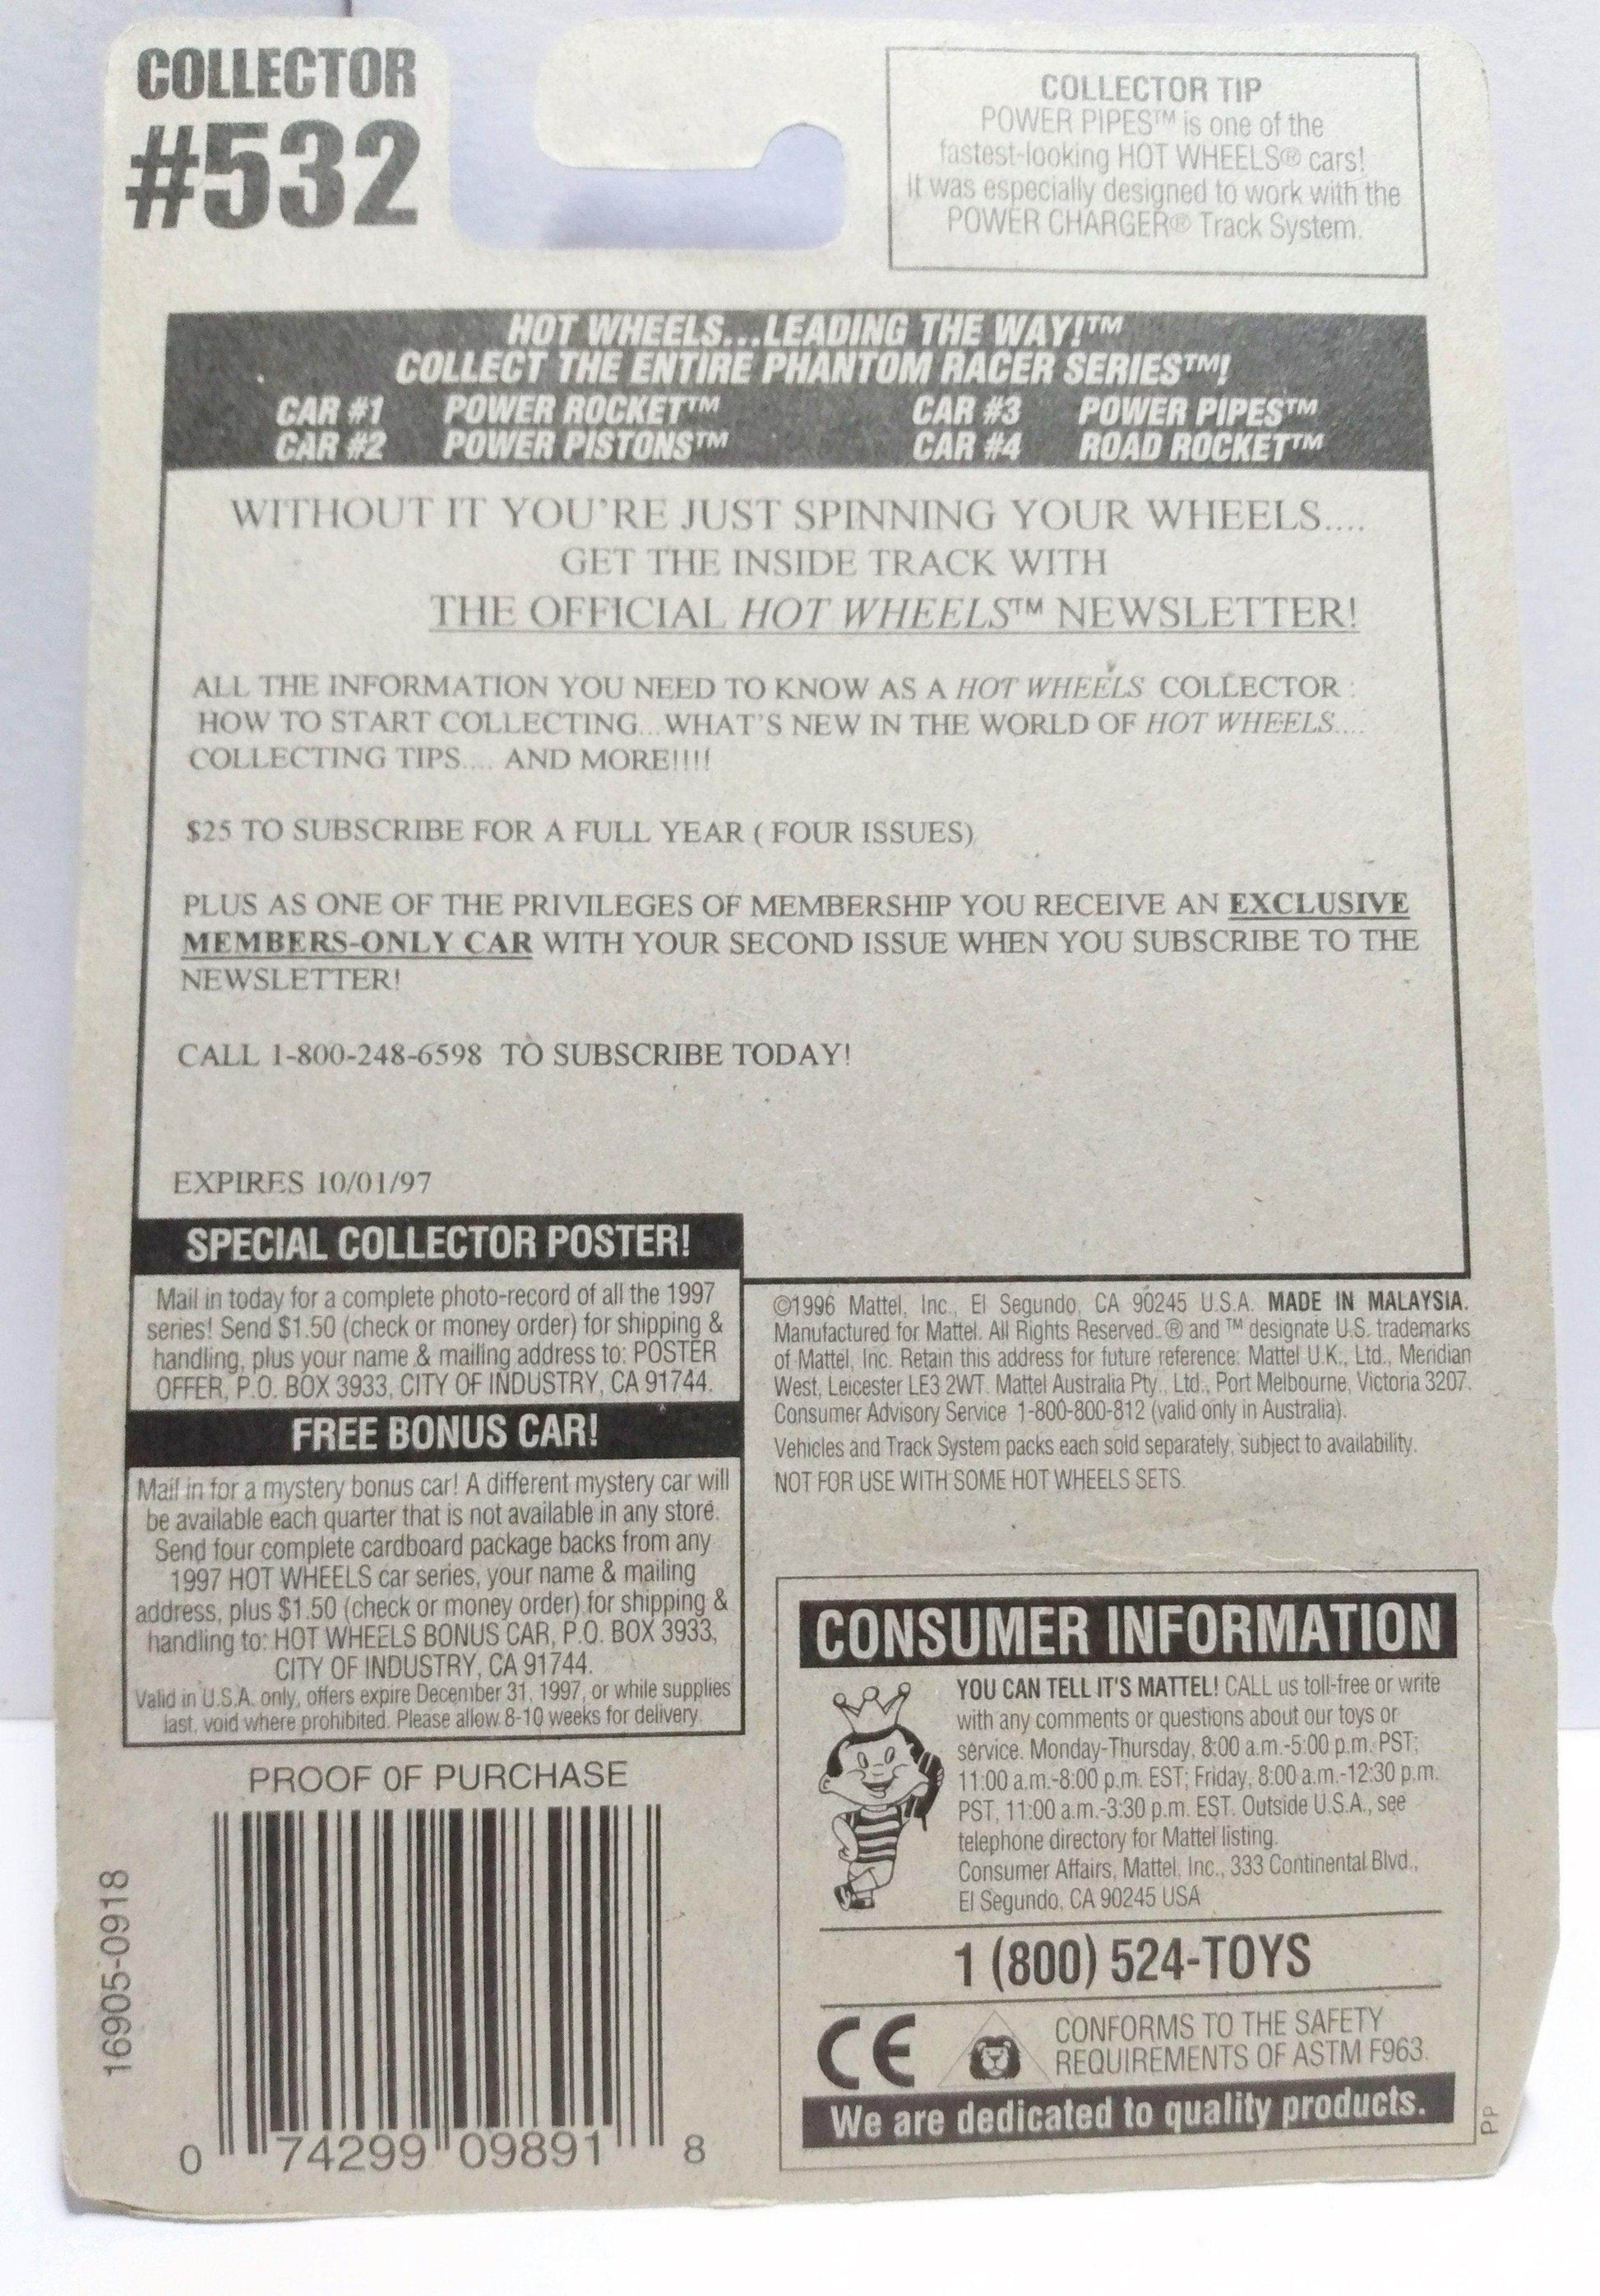 COLLECTOR
#532
COLLECTOR TIP
POWER PIPES™ is one of the
fastest-looking HOT WHEELS® cars!
It was especially designed to work with the
POWER CHARGER® Track System.
HOT WHEELS...LEADING THE WAY!™
COLLECT THE ENTIRE PHANTOM RACER SERIES™!
CAR #1 POWER ROCKET™ CAR #3 POWER PIPES™
CAR #2 POWER PISTONS™ CAR #4 ROAD ROCKET™
WITHOUT IT YOU'RE JUST SPINNING YOUR WHEELS....
GET THE INSIDE TRACK WITH
THE OFFICIAL HOT WHEELS™ NEWSLETTER!
ALL THE INFORMATION YOU NEED TO KNOW AS A HOT WHEELS COLLECTOR :
HOW TO START COLLECTING...WHAT'S NEW IN THE WORLD OF HOT WHEELS....
COLLECTING TIPS.... AND MORE!!!!
$25 TO SUBSCRIBE FOR A FULL YEAR ( FOUR ISSUES)
PLUS AS ONE OF THE PRIVILEGES OF MEMBERSHIP YOU RECEIVE AN EXCLUSIVE
MEMBERS-ONLY CAR WITH YOUR SECOND ISSUE WHEN YOU SUBSCRIBE TO THE
NEWSLETTER!
CALL 1-800-248-6598 TO SUBSCRIBE TODAY!
EXPIRES 10/01/97
SPECIAL COLLECTOR POSTER!
Mail in today for a complete photo-record of all the 1997
series! Send $1.50 (check or money order) for shipping &
handling, plus your name & mailing address to: POSTER
OFFER, P.O. BOX 3933, CITY OF INDUSTRY, CA 91744.
FREE BONUS CAR!
Mail in for a mystery bonus car! A different mystery car will
be available each quarter that is not available in any store.
Send four complete cardboard package backs from any
1997 HOT WHEELS car series, your name & mailing
address, plus $1.50 (check or money order) for shipping &
handling to: HOT WHEELS BONUS CAR, P.O. BOX 3933,
CITY OF INDUSTRY, CA 91744.
Valid in U.S.A. only, offers expire December 31, 1997, or while supplies
last, void where prohibited. Please allow 8-10 weeks for delivery.
©1996 Mattel, Inc., El Segundo, CA 90245 U.S.A. MADE IN MALAYSIA.
Manufactured for Mattel. All Rights Reserved. ® and ™ designate U.S. trademarks
of Mattel, Inc. Retain this address for future reference: Mattel U.K., Ltd., Meridian
West, Leicester LE3 2WT. Mattel Australia Pty., Ltd., Port Melbourne, Victoria 3207.
Consumer Advisory Service 1-800-800-812 (valid only in Australia).
Vehicles and Track System packs each sold separately, subject to availability.
NOT FOR USE WITH SOME HOT WHEELS SETS.
CONSUMER INFORMATION
YOU CAN TELL IT'S MATTEL! CALL us toll-free or write
with any comments or questions about our toys or
service. Monday-Thursday, 8:00 a.m.-5:00 p.m. PST;
11:00 a.m.-8:00 p.m. EST; Friday, 8:00 a.m.-12:30 p.m.
PST, 11:00 a.m.-3:30 p.m. EST. Outside U.S.A., see
telephone directory for Mattel listing.
Consumer Affairs, Mattel, Inc., 333 Continental Blvd.,
El Segundo, CA 90245 USA
1 (800) 524-TOYS
CE
CONFORMS TO THE SAFETY
REQUIREMENTS OF ASTM F963.
We are dedicated to quality products.
PP
PROOF OF PURCHASE
0 74299 09891 8
16905-0918